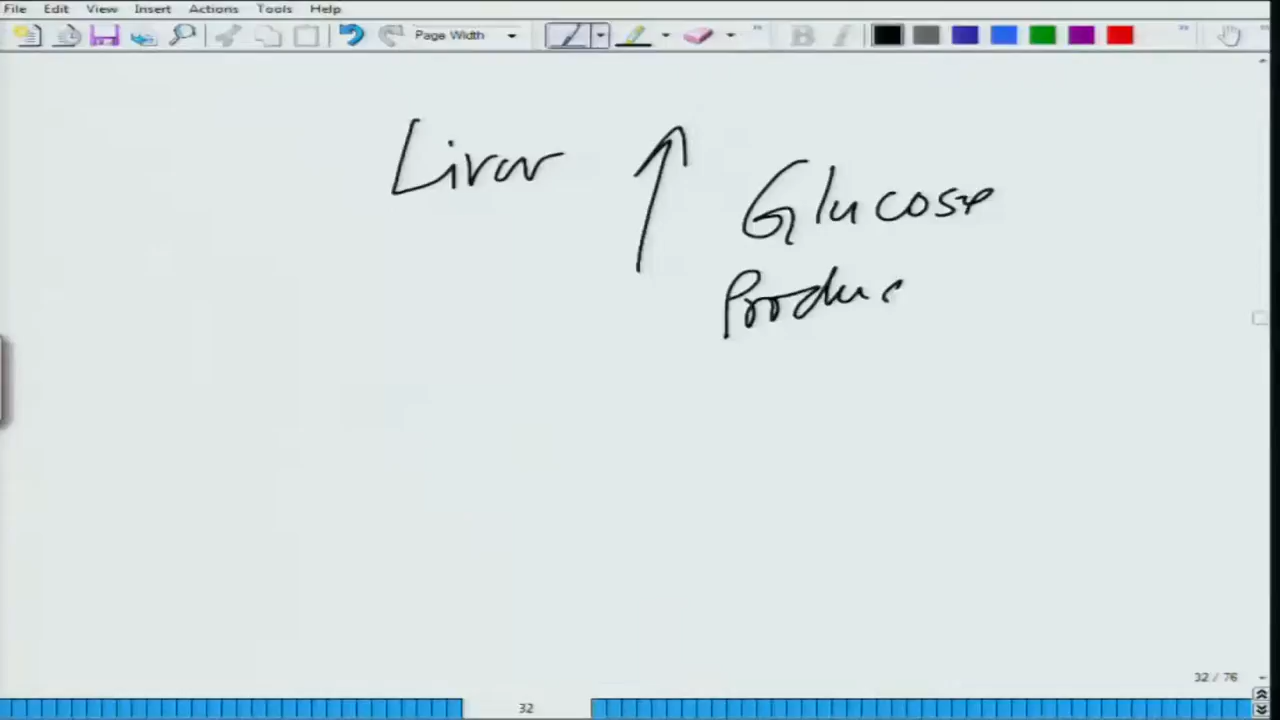 File Edit View Insert Actions Tools Help
Page Width
B I
Liver ↑ Glucose
Produc
32 / 76
32